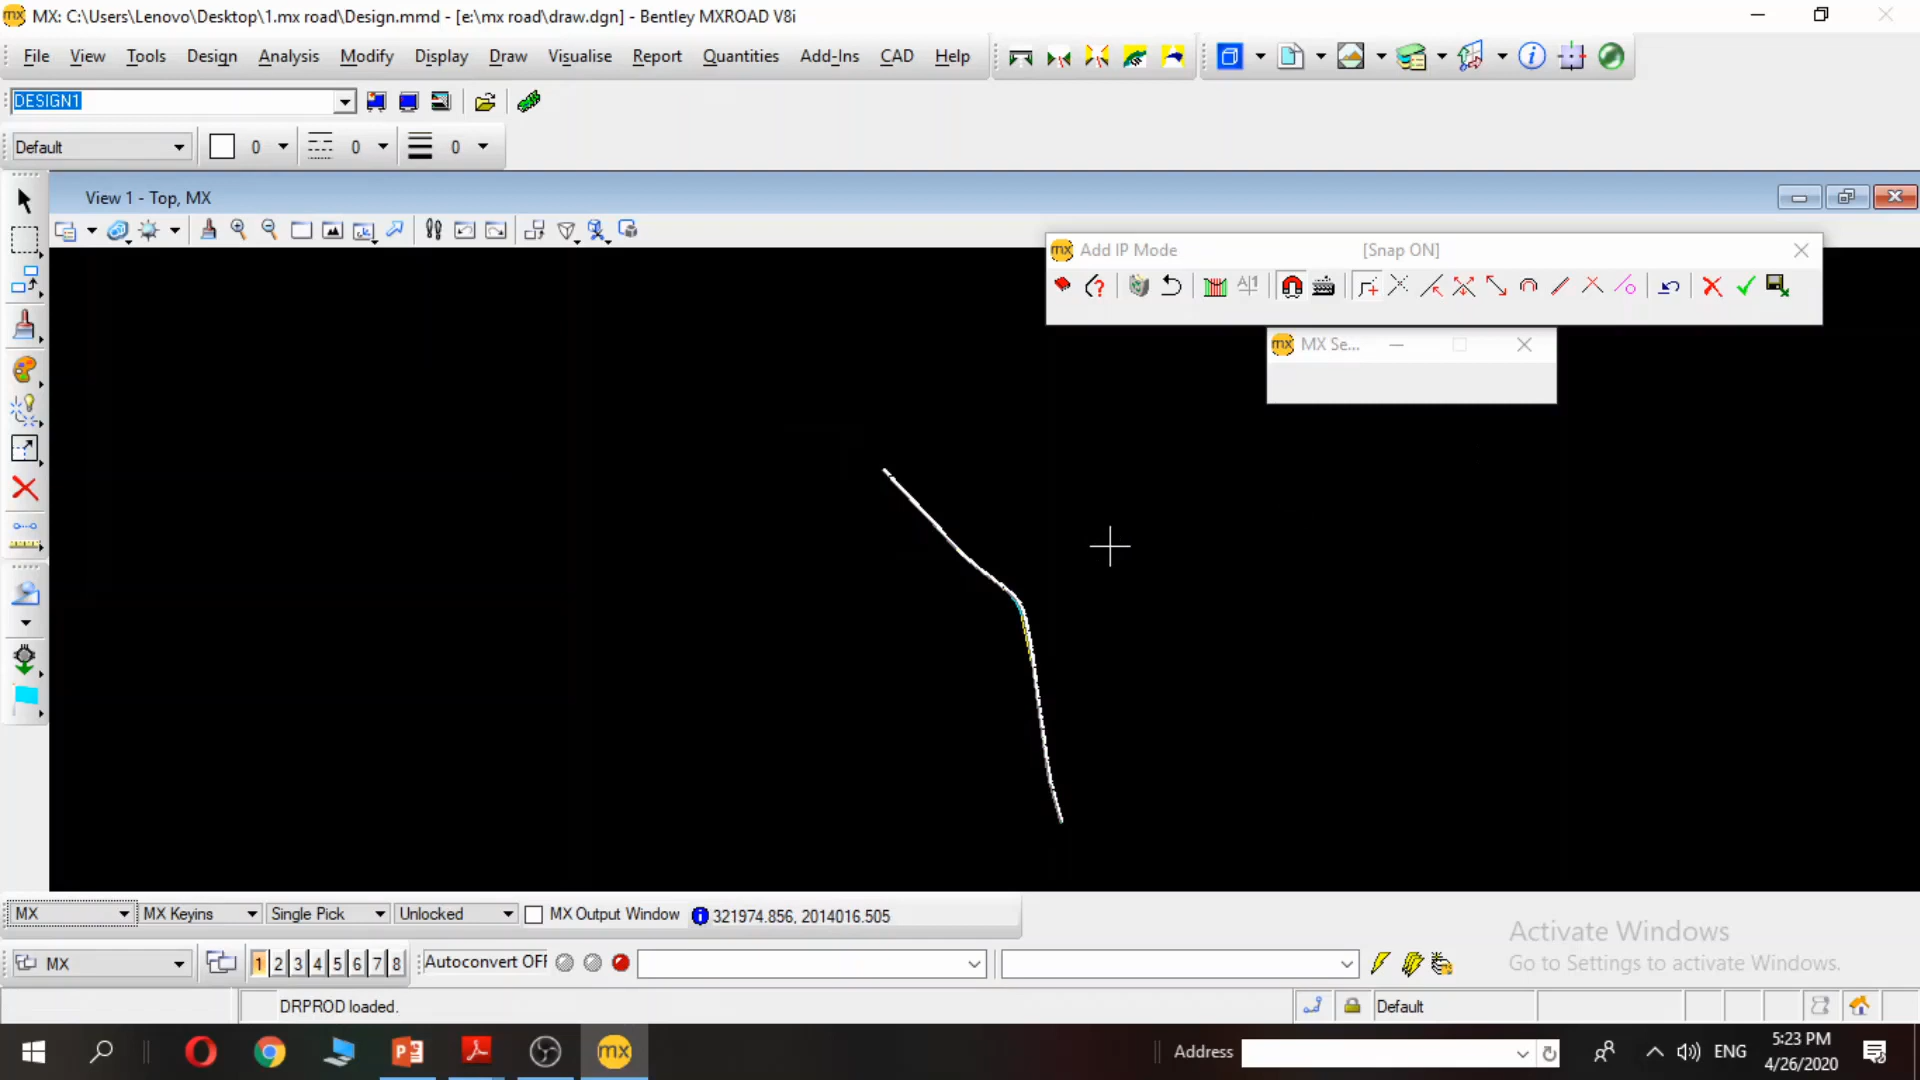 MX: C:\Users\Lenovo\Desktop\1.mx road\Design.mmd - [e:\mx road\draw.dgn] - Bentley MXROAD V8i
File View Tools Design Analysis Modify Display Draw Visualise Report Quantities Add-Ins CAD Help
DESIGN1
Default 0 0 0
View 1 - Top, MX
Add IP Mode [Snap ON]
MX Se...
MX MX Keyins Single Pick Unlocked MX Output Window 321974.856, 2014016.505
Activate Windows
Go to Settings to activate Windows.
MX 1 2 3 4 5 6 7 8 Autoconvert OFF
DRPROD loaded. Default
Address ENG 5:23 PM
4/26/2020